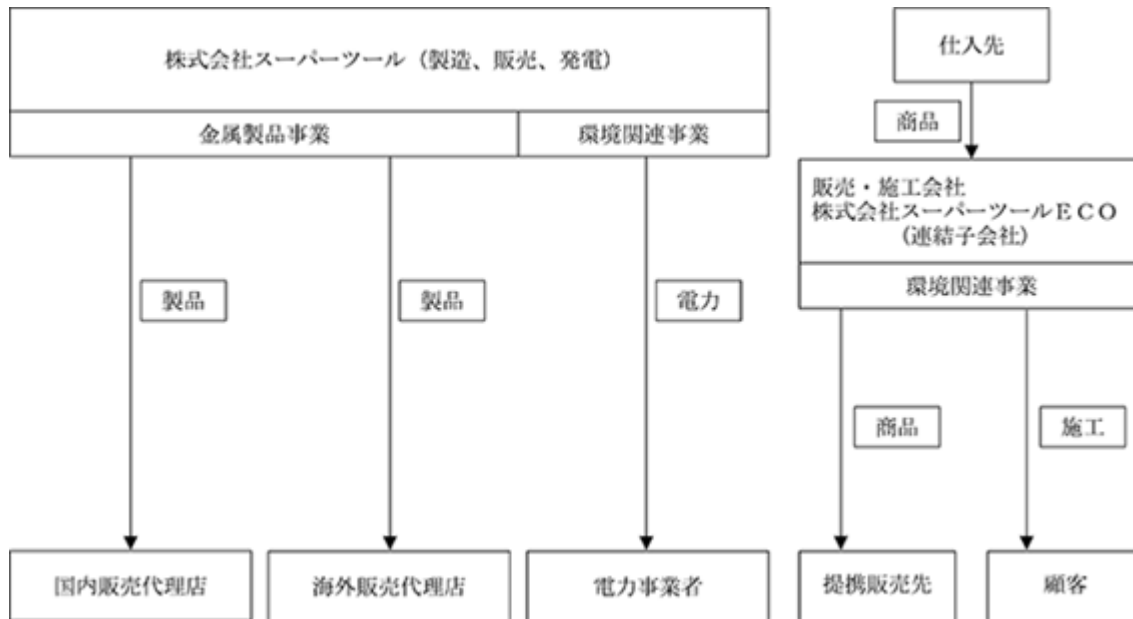 株式会社スーパーツール（製造、販売、発電）
金属製品事業
環境関連事業
製品
製品
電力
国内販売代理店
海外販売代理店
電力事業者
仕入先
商品
販売・施工会社
株式会社スーパーツールＥＣＯ
(連結子会社)
環境関連事業
商品
施工
提携販売先
顧客